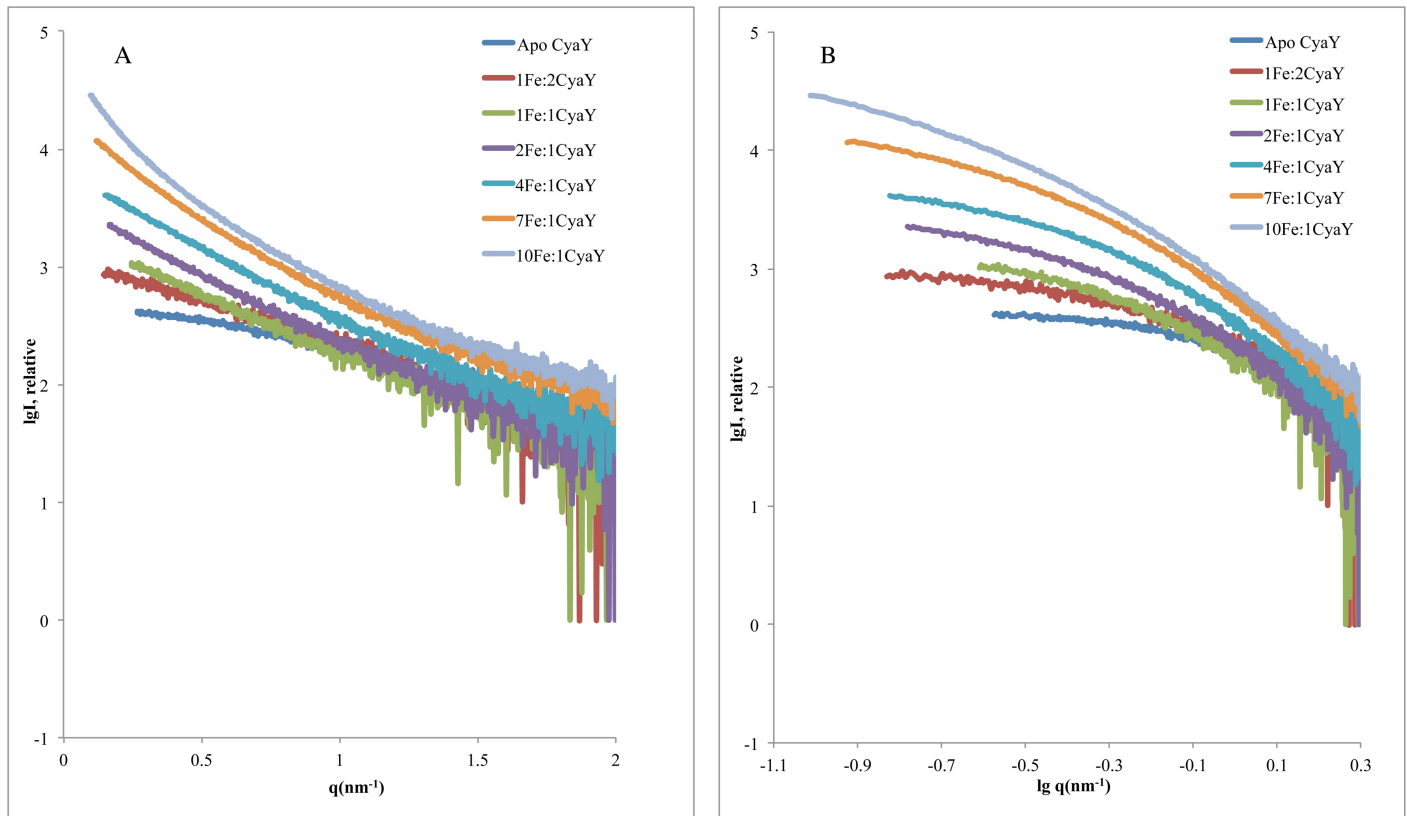 A
5
4
3
2
1
0
-1
0
0.5
1
1.5
2
lgI, relative
q(nm-1)
Apo CyaY
1Fe:2CyaY
1Fe:1CyaY
2Fe:1CyaY
4Fe:1CyaY
7Fe:1CyaY
10Fe:1CyaY
B
5
4
3
2
1
0
-1
-1.1
-0.9
-0.7
-0.5
-0.3
-0.1
0.1
0.3
lgI, relative
lg q(nm-1)
Apo CyaY
1Fe:2CyaY
1Fe:1CyaY
2Fe:1CyaY
4Fe:1CyaY
7Fe:1CyaY
10Fe:1CyaY